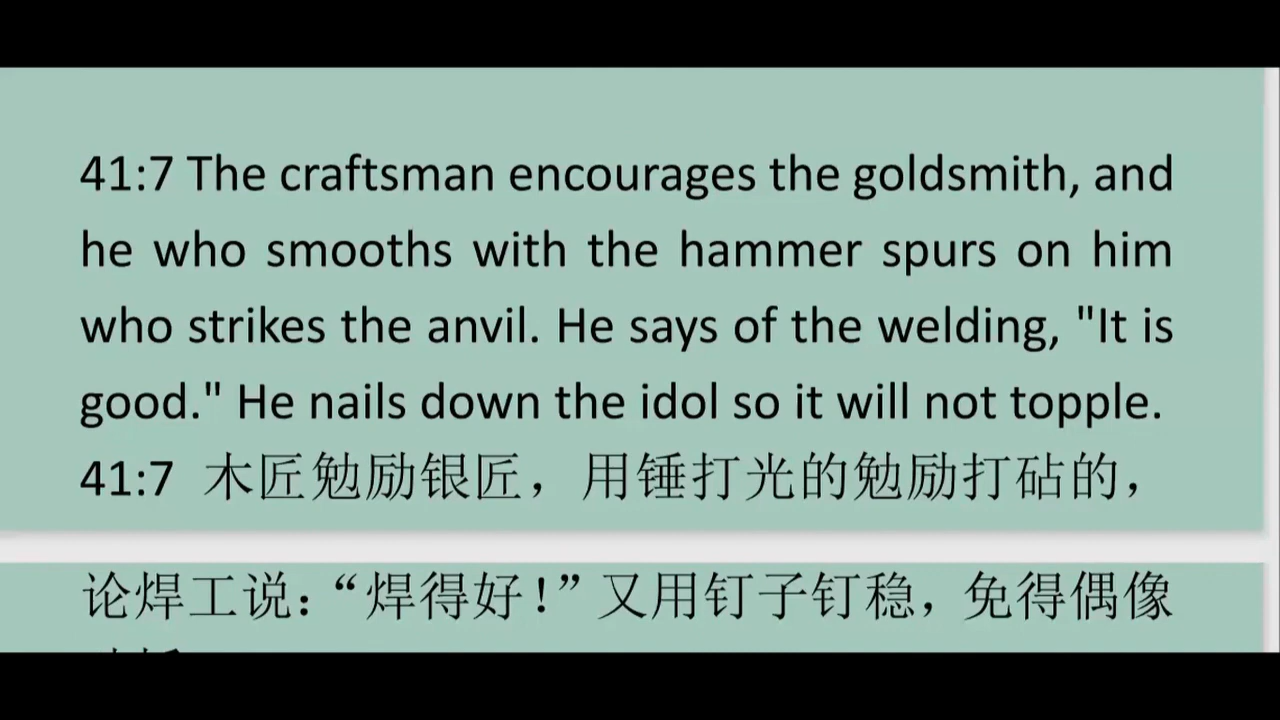 41:7 The craftsman encourages the goldsmith, and
he who smooths with the hammer spurs on him
who strikes the anvil. He says of the welding, "It is
good." He nails down the idol so it will not topple.
41:7 木匠勉励银匠，用锤打光的勉励打砧的，
论焊工说：“焊得好！”又用钉子钉稳，免得偶像